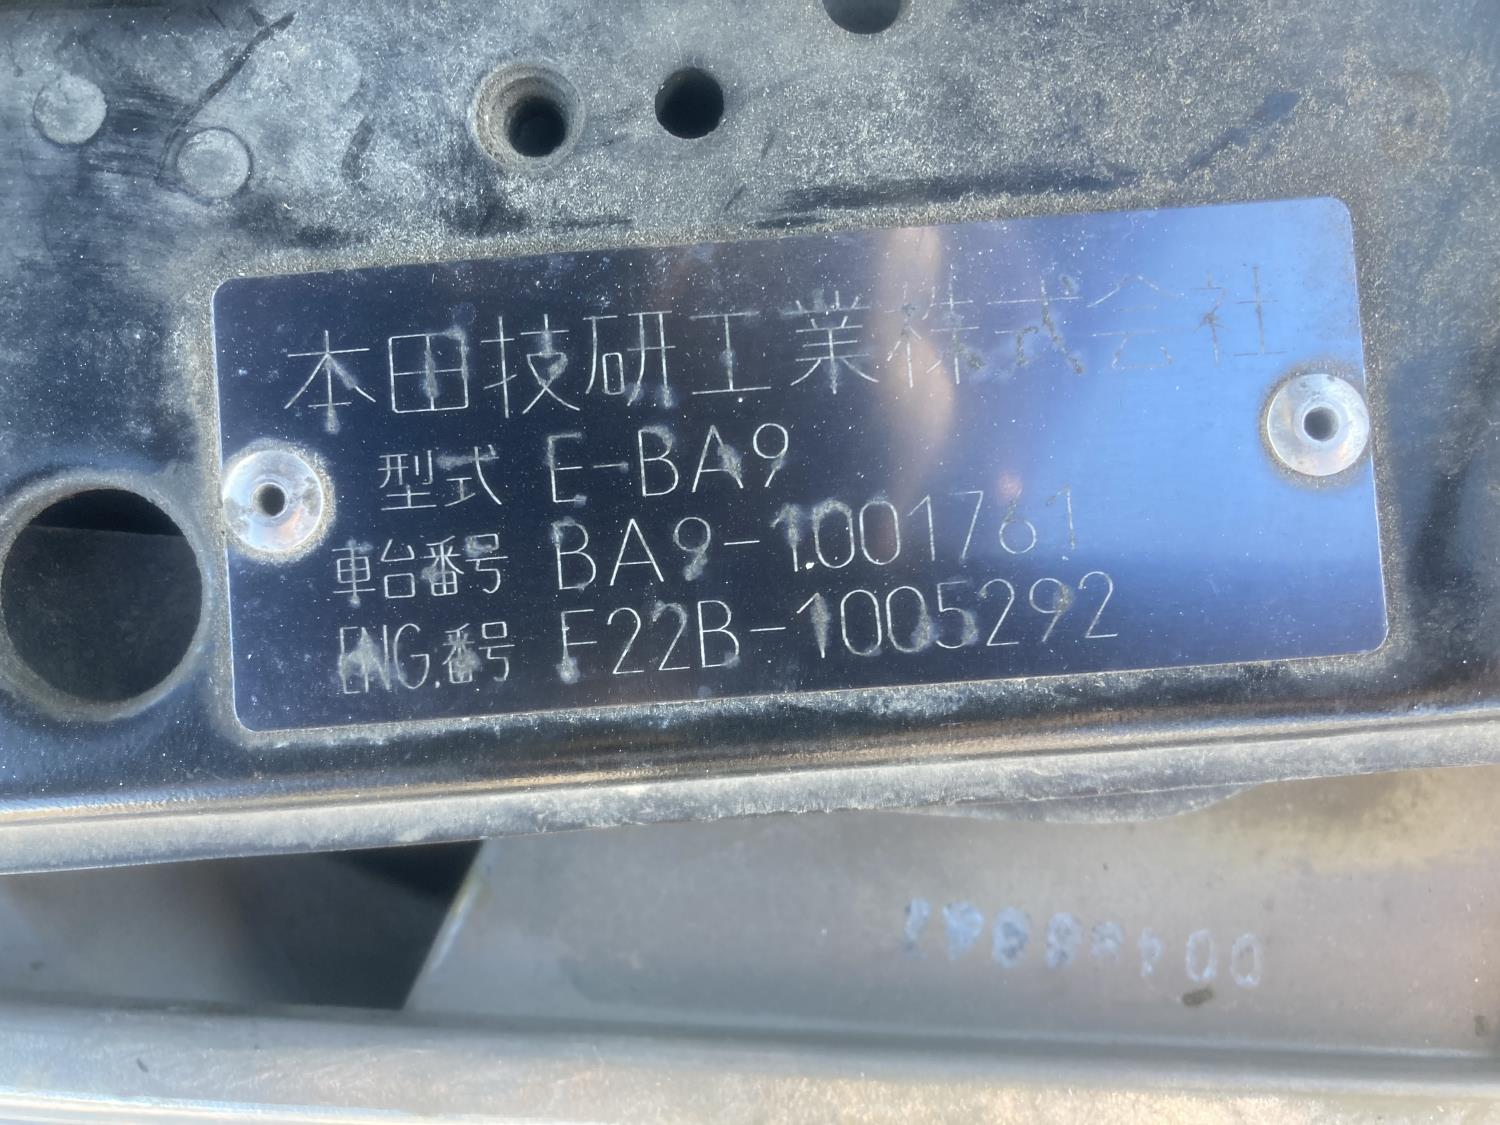 本田技研工業株式会社
型式 E-BA9
車台番号 BA9-1001761
ENG.番号 F22B-1005292